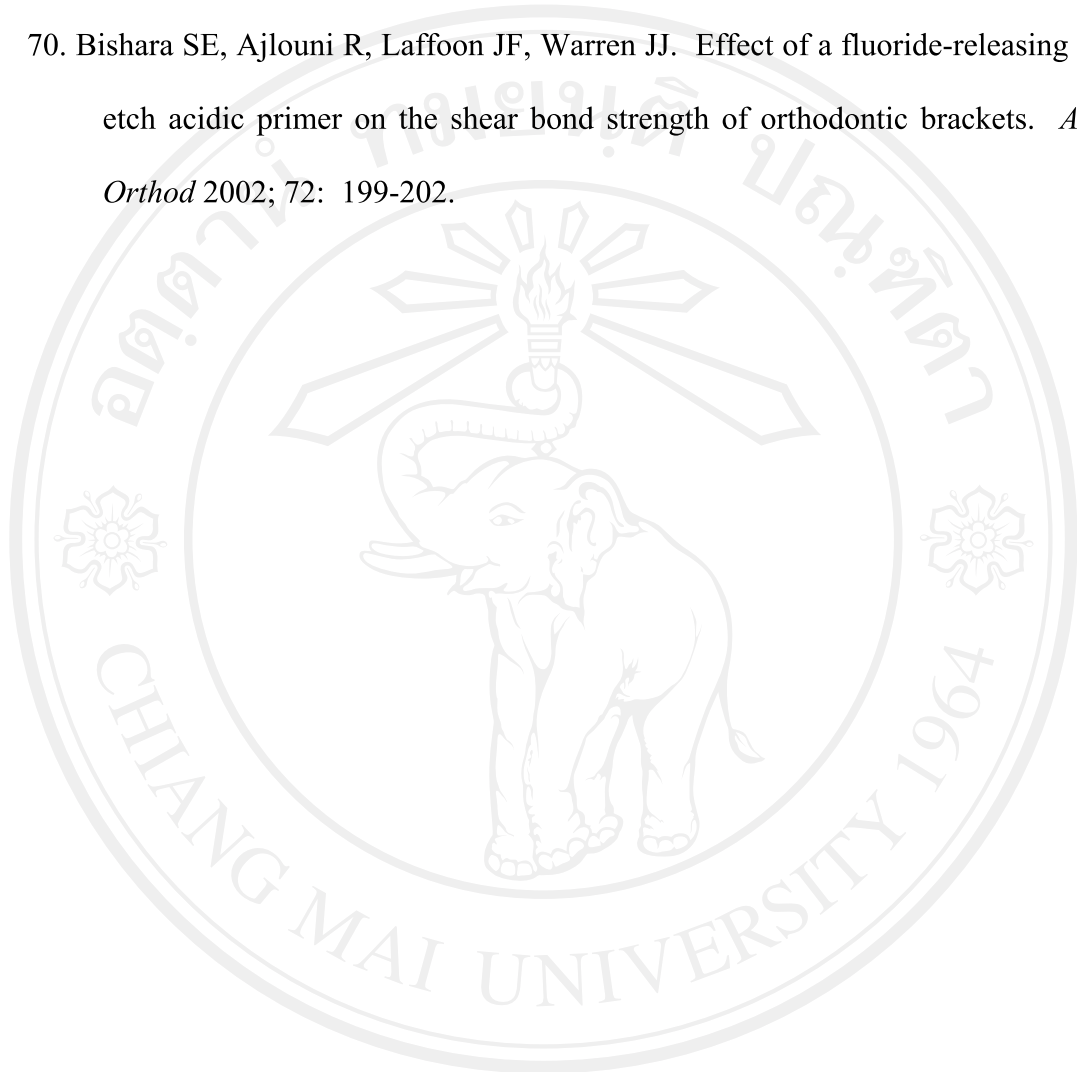 70. Bishara SE, Ajlouni R, Laffoon JF, Warren JJ. Effect of a fluoride-releasing
etch acidic primer on the shear bond strength of orthodontic brackets. A
Orthod 2002; 72: 199-202.
CHIANG MAI UNIVERSITY 1964